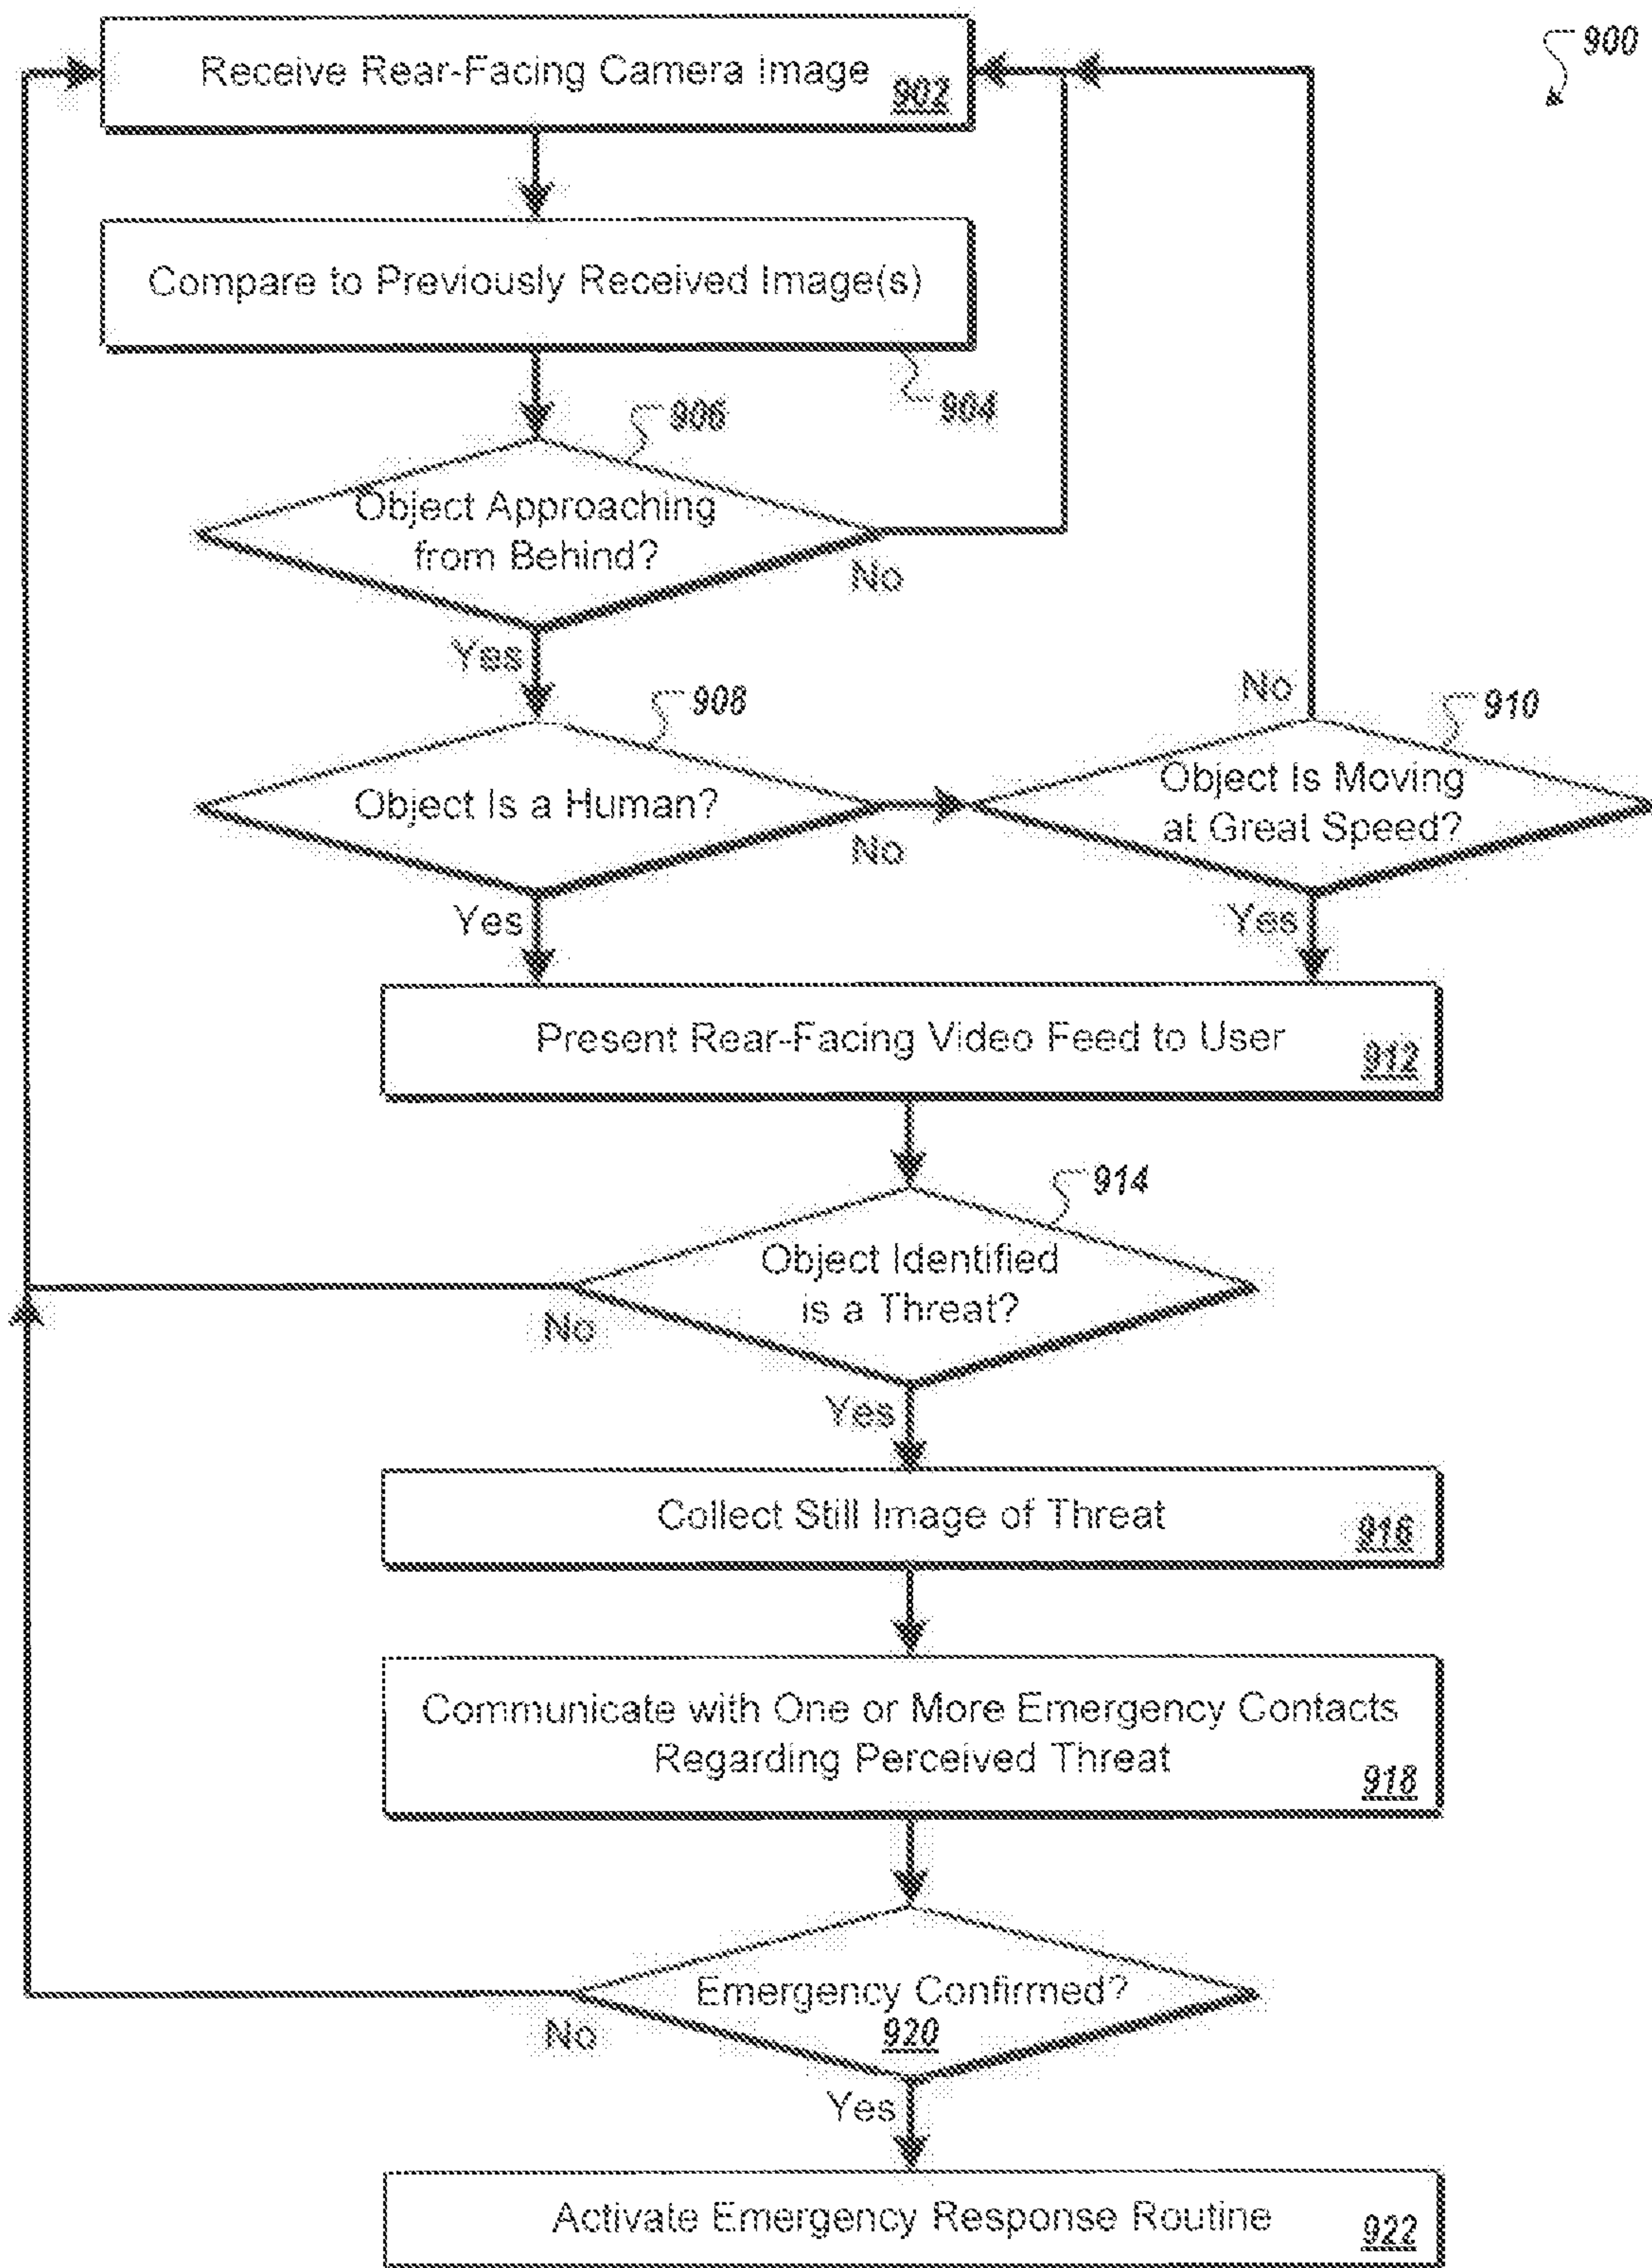 900
Receive Rear-Facing Camera Image
902
Compare to Previously Received Image(s)
904
906
Object Approaching
from Behind?
No
Yes
908
Object Is a Human?
No
Yes
No
910
Object Is Moving
at Great Speed?
Yes
Present Rear-Facing Video Feed to User
912
914
Object Identified
is a Threat?
No
Yes
Collect Still Image of Threat
916
Communicate with One or More Emergency Contacts
Regarding Perceived Threat
918
Emergency Confirmed?
920
No
Yes
Activate Emergency Response Routine
922